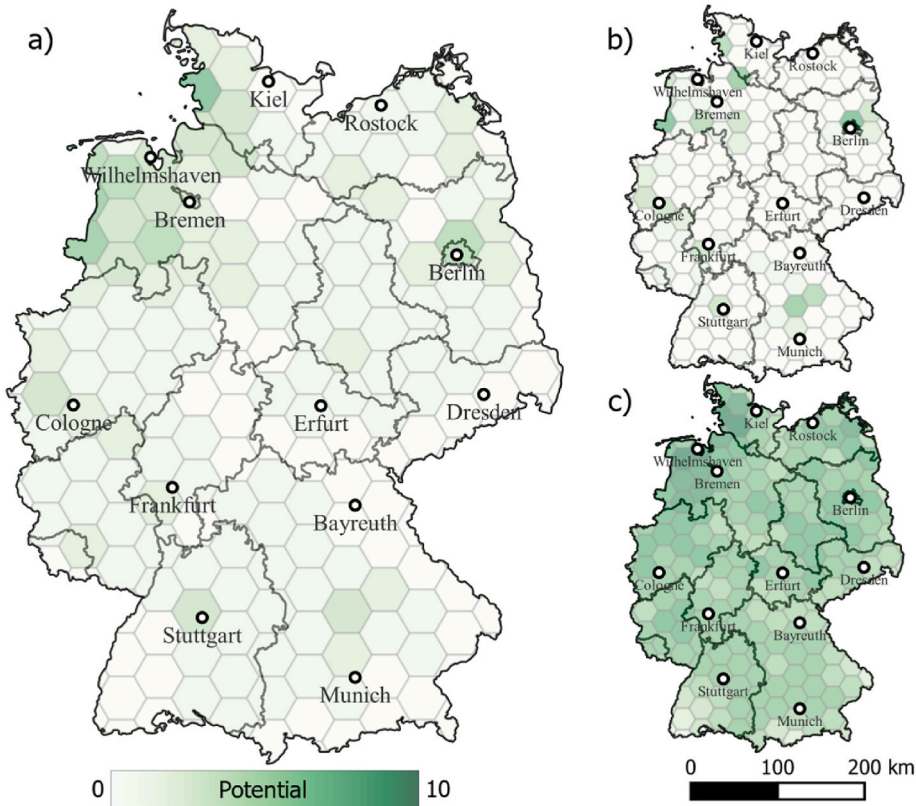 a)
Kiel
Rostock
Wilhelmshaven
Bremen
Berlin
Cologne
Erfurt
Dresden
Frankfurt
Bayreuth
Stuttgart
Munich
0 Potential 10
b)
Kiel
Rostock
Wilhelmshaven
Bremen
Berlin
Cologne
Erfurt
Dresden
Frankfurt
Bayreuth
Stuttgart
Munich
c)
Kiel
Rostock
Wilhelmshaven
Bremen
Berlin
Cologne
Erfurt
Dresden
Frankfurt
Bayreuth
Stuttgart
Munich
0 100 200 km